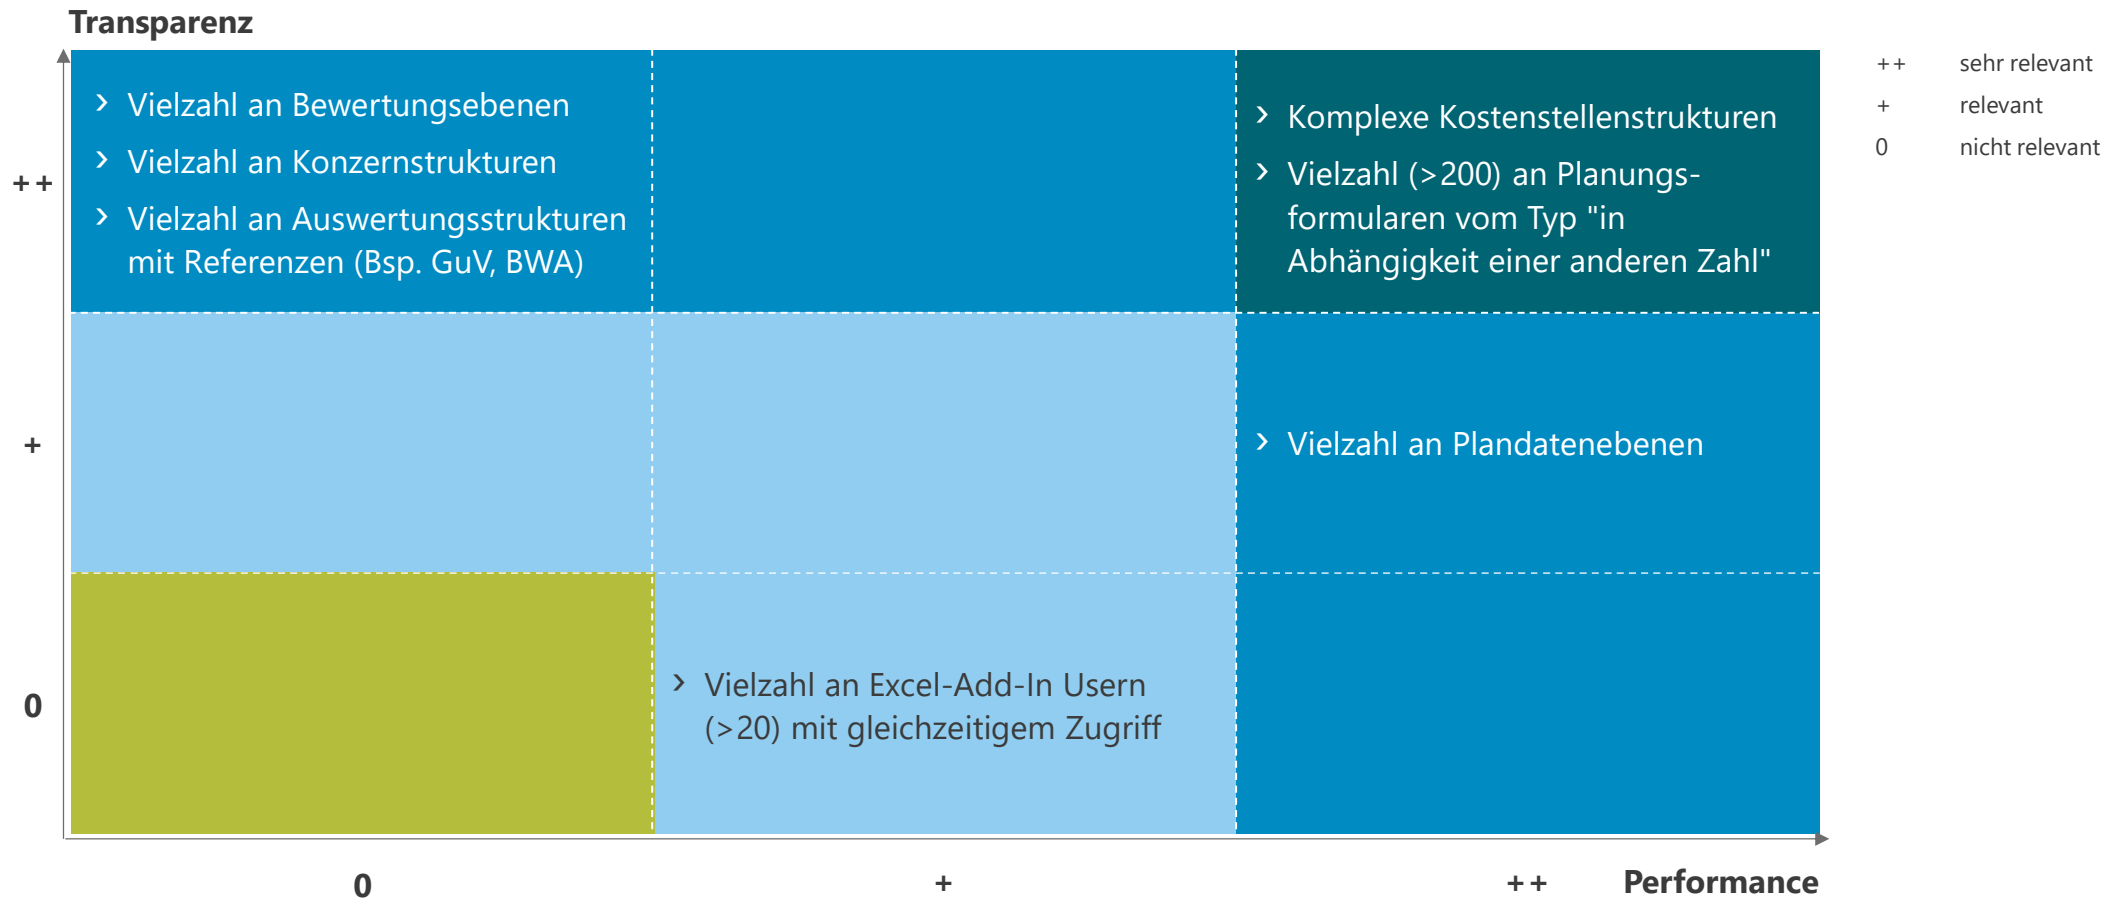 Transparenz
› Vielzahl an Bewertungsebenen
› Vielzahl an Konzernstrukturen
› Vielzahl an Auswertungsstrukturen
mit Referenzen (Bsp. GuV, BWA)
› Komplexe Kostenstellenstrukturen
› Vielzahl (>200) an Planungs-
formularen vom Typ "in
Abhängigkeit einer anderen Zahl"
++ sehr relevant
+ relevant
0 nicht relevant
++
+
› Vielzahl an Plandatenebenen
0
› Vielzahl an Excel-Add-In Usern
(>20) mit gleichzeitigem Zugriff
0 + ++ Performance